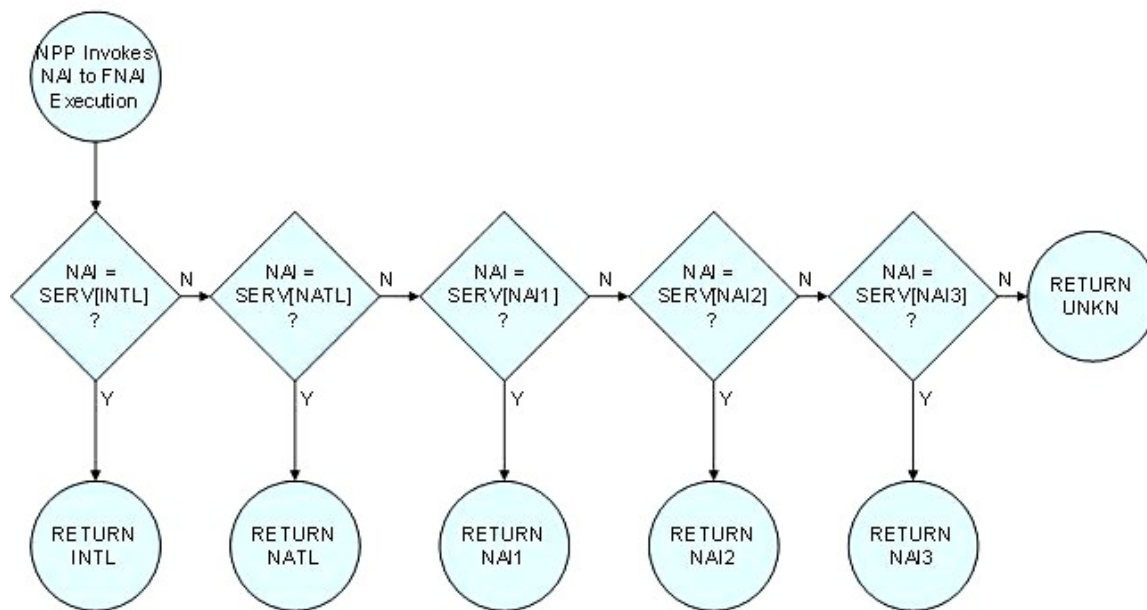 NPP Invokes
NAI to FNAI
Execution
NAI =
SERV[INTL]
?
N
Y
RETURN
INTL
NAI =
SERV[NATL]
?
N
Y
RETURN
NATL
NAI =
SERV[NAI1]
?
N
Y
RETURN
NAI1
NAI =
SERV[NAI2]
?
N
Y
RETURN
NAI2
NAI =
SERV[NAI3]
?
N
Y
RETURN
NAI3
RETURN
UNKN